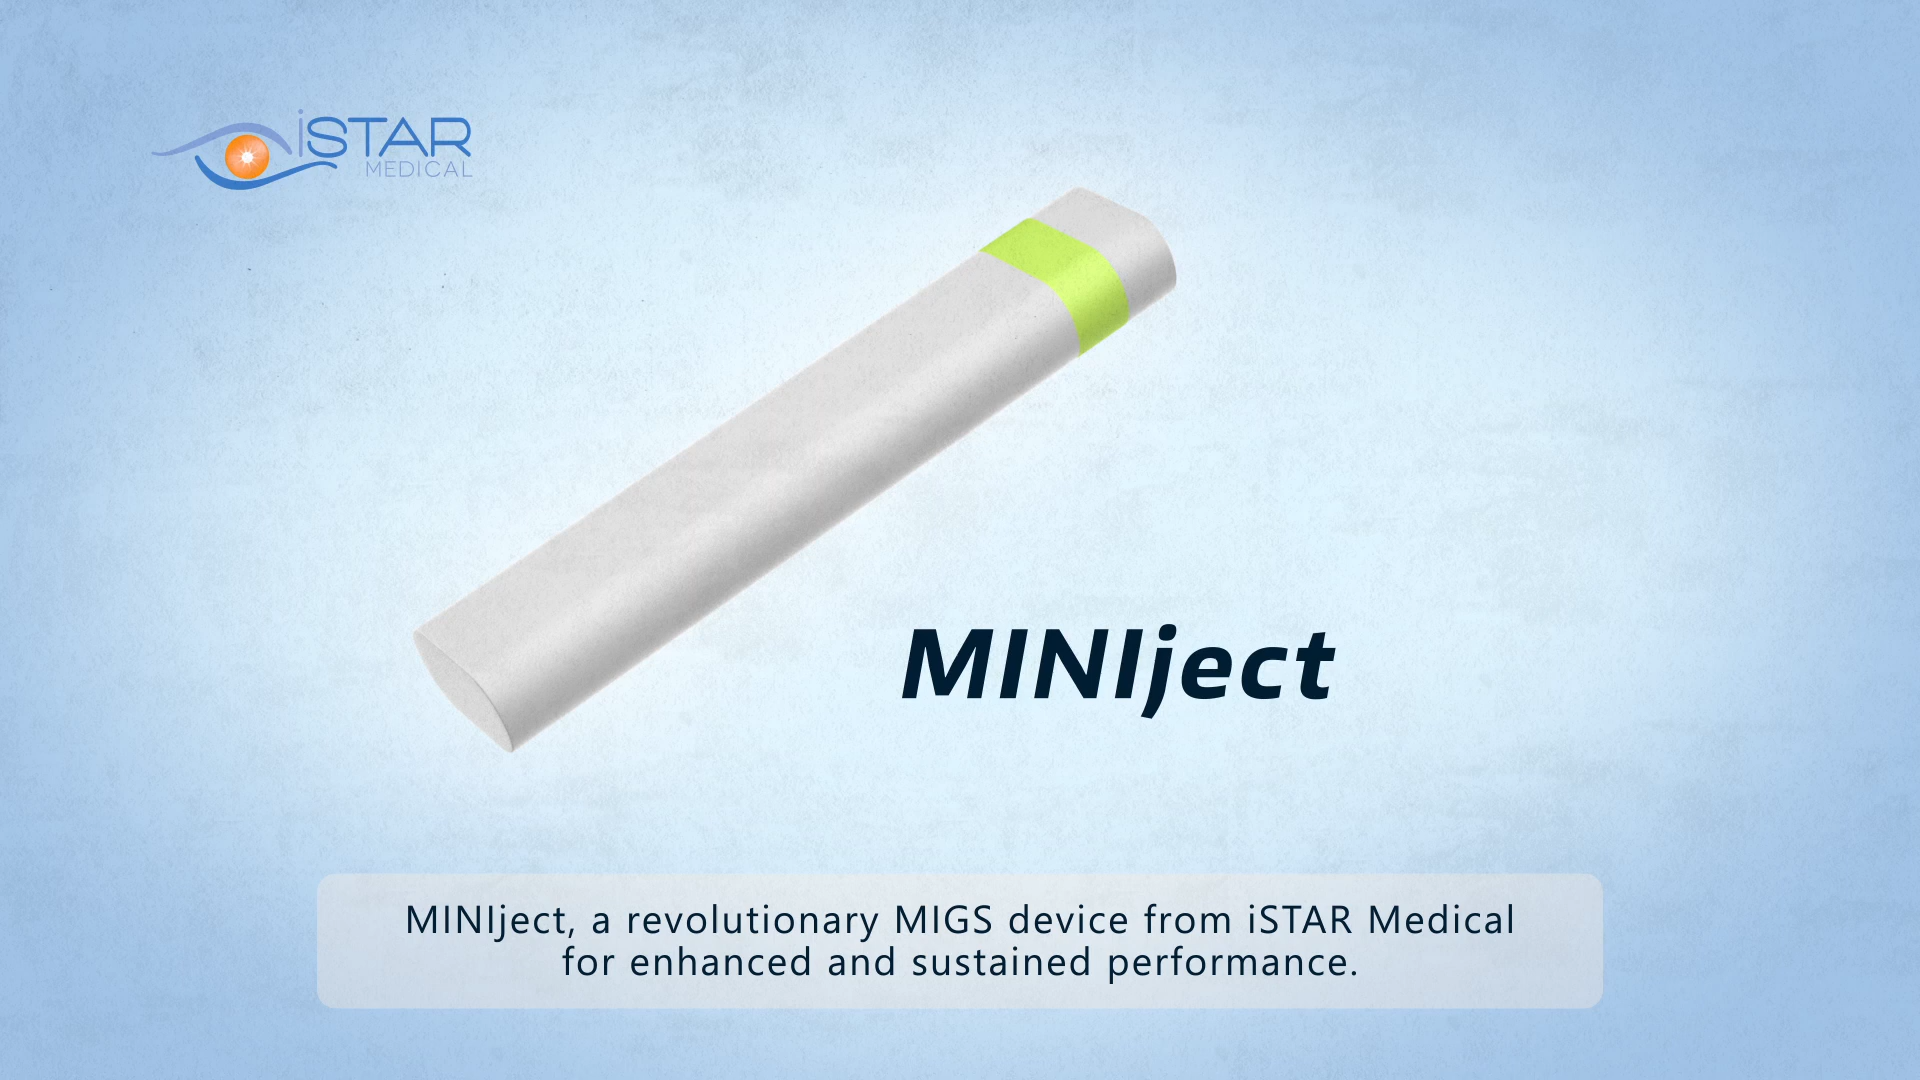 iSTAR
MEDICAL
MINIject
MINIject, a revolutionary MIGS device from iSTAR Medical
for enhanced and sustained performance.